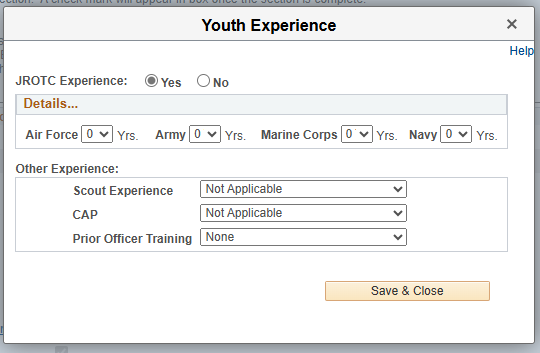 section. A check mark will appear in box once the section is complete.
Youth Experience
Help
JROTC Experience: Yes No
Details...
Air Force 0 Yrs. Army 0 Yrs. Marine Corps 0 Yrs. Navy 0 Yrs.
Other Experience:
Scout Experience Not Applicable
CAP Not Applicable
Prior Officer Training None
Save & Close